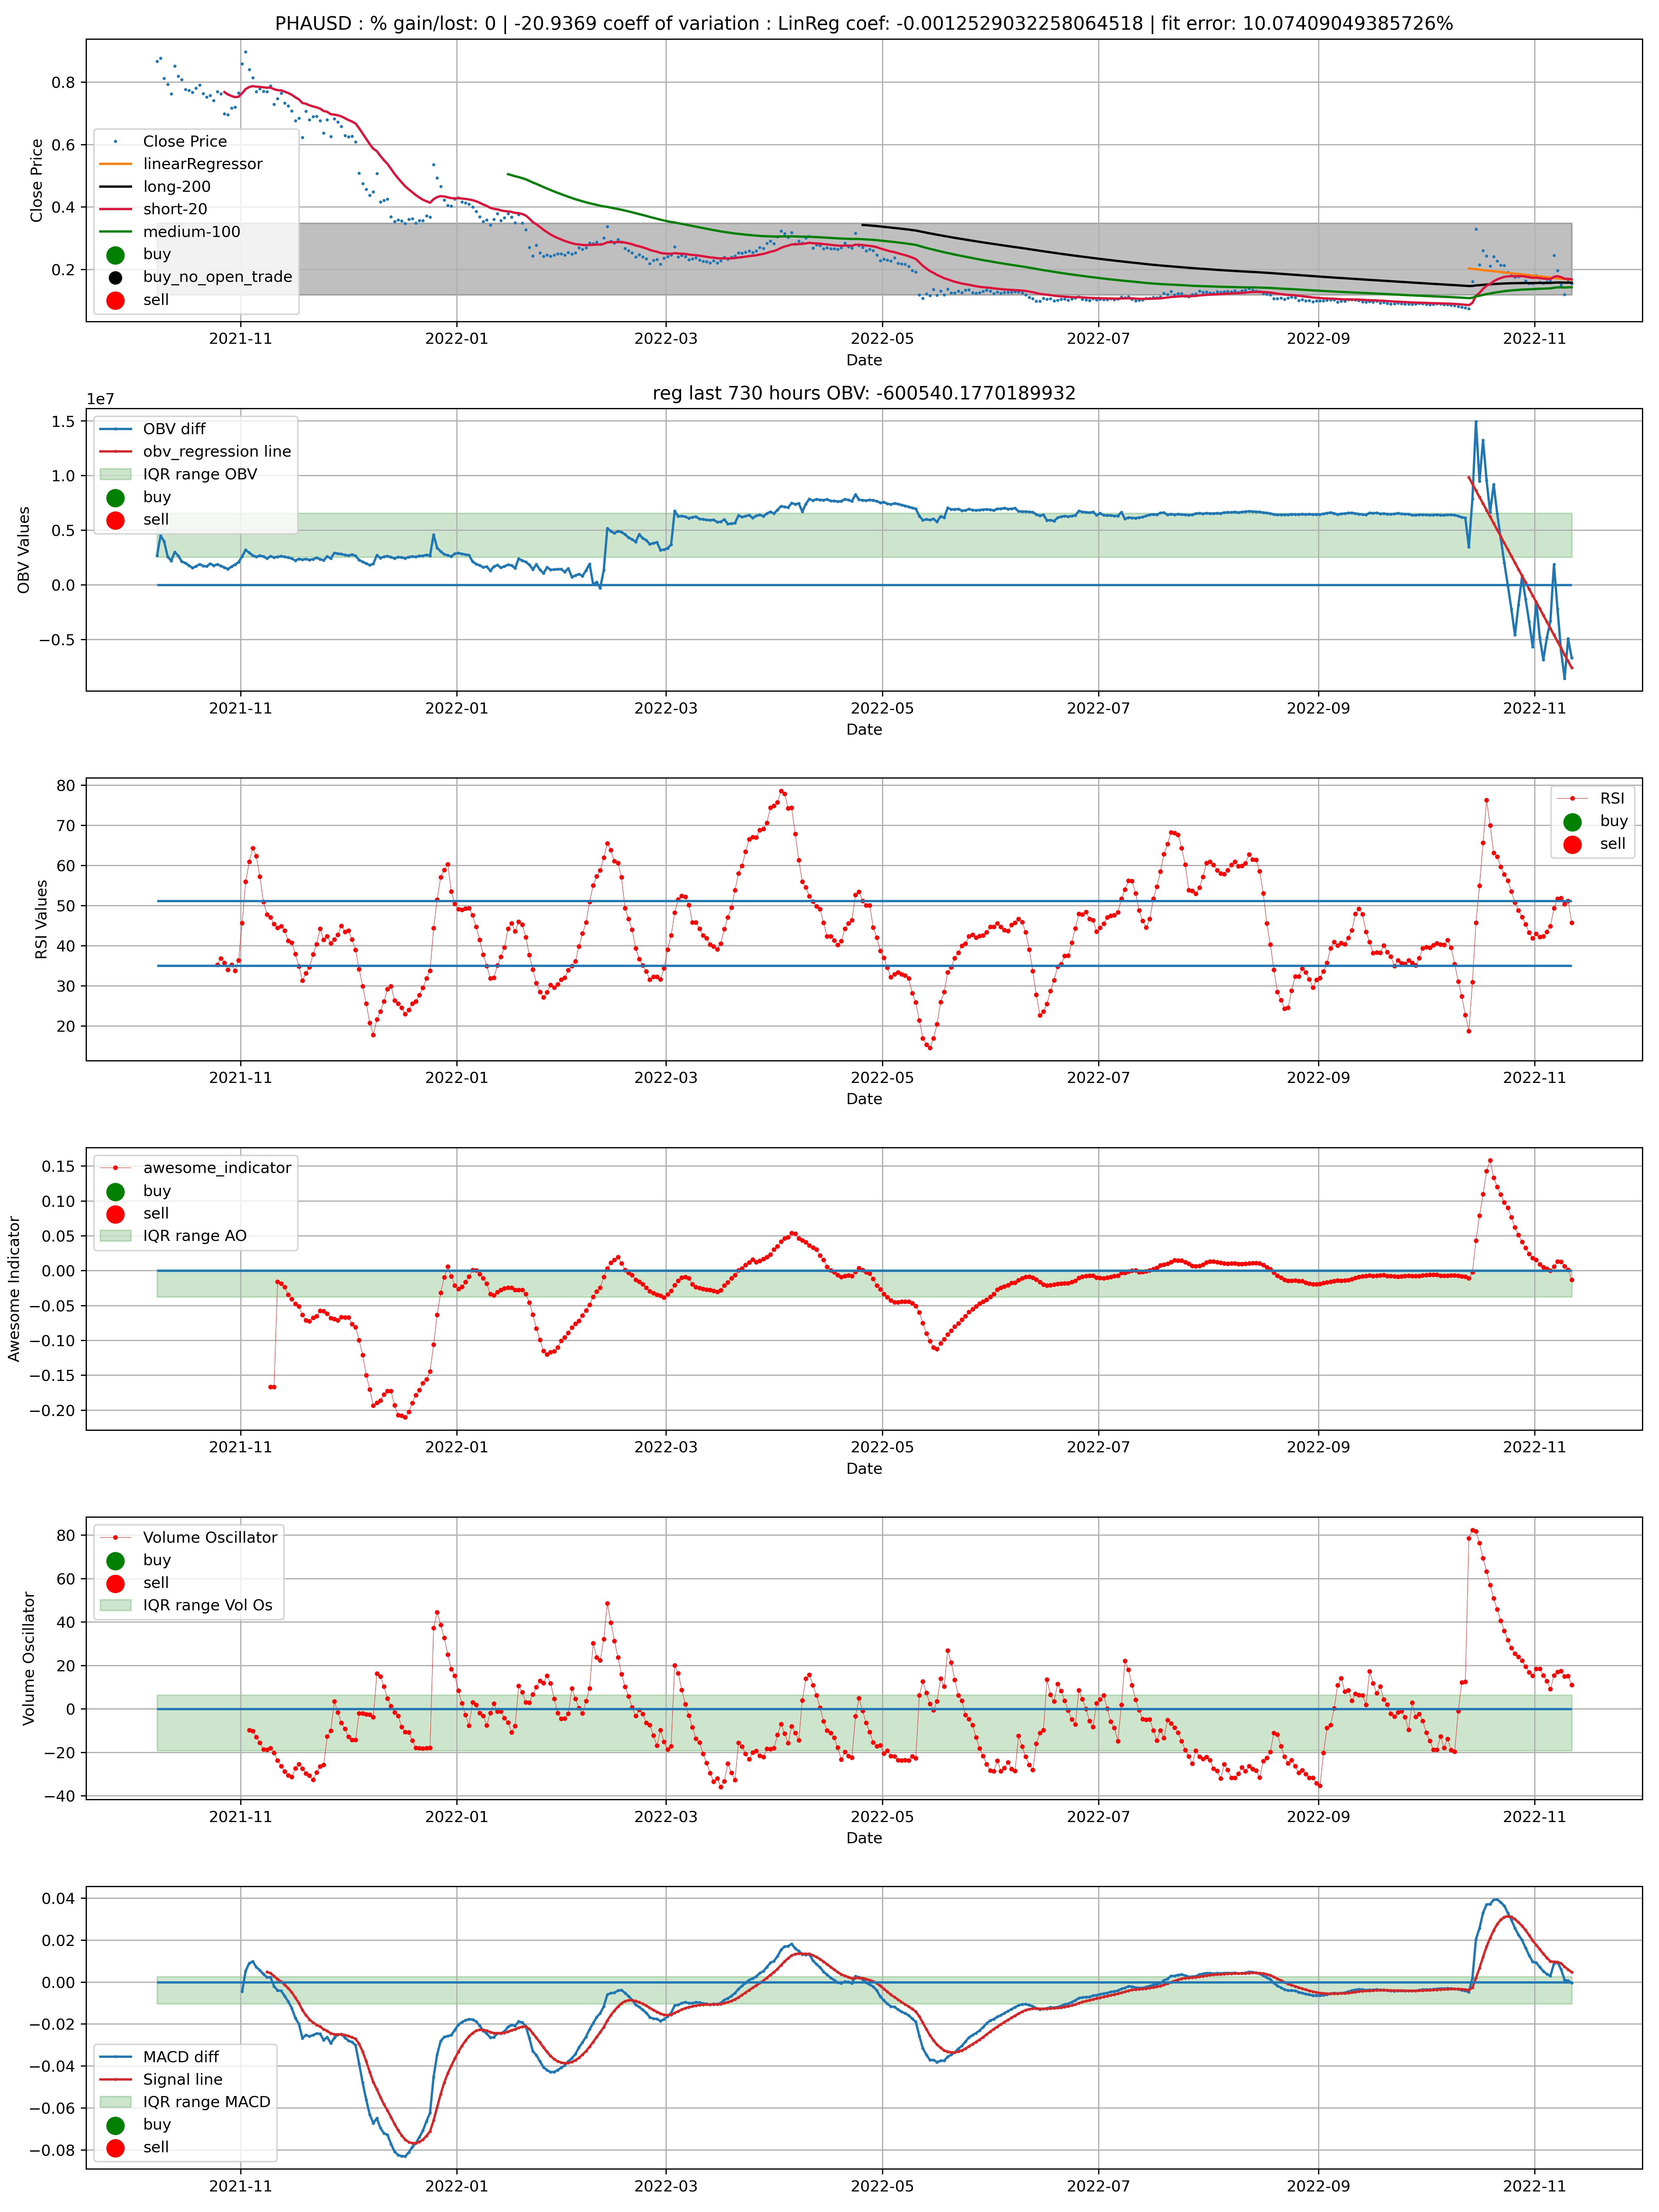 PHAUSD : % gain/lost: 0 | -20.9369 coeff of variation : LinReg coef: -0.0012529032258064518 | fit error: 10.07409049385726%
Close Price
0.8
0.6
0.4
0.2
Close Price
linearRegressor
long-200
short-20
medium-100
buy
buy_no_open_trade
sell
2021-11 2022-01 2022-03 2022-05 2022-07 2022-09 2022-11
Date
reg last 730 hours OBV: -600540.1770189932
1e7
OBV Values
1.5
1.0
0.5
0.0
−0.5
OBV diff
obv_regression line
IQR range OBV
buy
sell
2021-11 2022-01 2022-03 2022-05 2022-07 2022-09 2022-11
Date
RSI Values
80
70
60
50
40
30
20
RSI
buy
sell
2021-11 2022-01 2022-03 2022-05 2022-07 2022-09 2022-11
Date
Awesome Indicator
0.15
0.10
0.05
0.00
−0.05
−0.10
−0.15
−0.20
awesome_indicator
buy
sell
IQR range AO
2021-11 2022-01 2022-03 2022-05 2022-07 2022-09 2022-11
Date
Volume Oscillator
80
60
40
20
0
−20
−40
Volume Oscillator
buy
sell
IQR range Vol Os
2021-11 2022-01 2022-03 2022-05 2022-07 2022-09 2022-11
Date
0.04
0.02
0.00
−0.02
−0.04
−0.06
−0.08
MACD diff
Signal line
IQR range MACD
buy
sell
2021-11 2022-01 2022-03 2022-05 2022-07 2022-09 2022-11